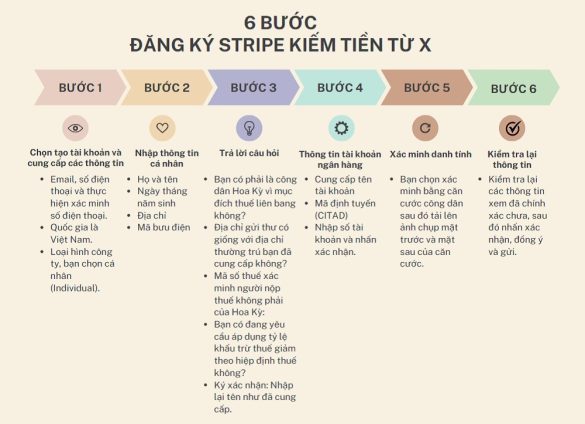 6 BƯỚC
ĐĂNG KÝ STRIPE KIẾM TIỀN TỪ X
BƯỚC 1
BƯỚC 2
BƯỚC 3
BƯỚC 4
BƯỚC 5
BƯỚC 6
Chọn tạo tài khoản và
cung cấp các thông tin
• Email, số điện
thoại và thực
hiện xác minh
số điện thoại.
• Quốc gia là
Việt Nam.
• Loại hình công
ty, bạn chọn cá
nhân
(Individual).
Nhập thông tin
cá nhân
• Họ và tên
• Ngày tháng
năm sinh
• Địa chỉ
• Mã bưu điện
Trả lời câu hỏi
• Bạn có phải là công
dân Hoa Kỳ vì mục
đích thuế liên bang
không?
• Địa chỉ gửi thư có
giống với địa chỉ
thường trú bạn đã
cung cấp không?
• Mã số thuế xác
minh người nộp
thuế không phải
của Hoa Kỳ:
• Bạn có đang yêu
cầu áp dụng tỷ lệ
khấu trừ thuế giảm
theo hiệp định thuế
không?
• Ký xác nhận: Nhập
lại tên như đã cung
cấp.
Thông tin tài khoản
ngân hàng
• Cung cấp tên
tài khoản
• Mã định tuyến
(CITAD)
• Nhập số tài
khoản và nhấn
xác nhận.
Xác minh danh tính
• Bạn chọn xác
minh bằng căn
cước công dân
sau đó tải lên
ảnh chụp mặt
trước và mặt
sau của căn
cước.
Kiểm tra lại
thông tin
• Kiểm tra lại
các thông tin
xem đã chính
xác chưa, sau
đó nhấn xác
nhận, đồng ý
và gửi.